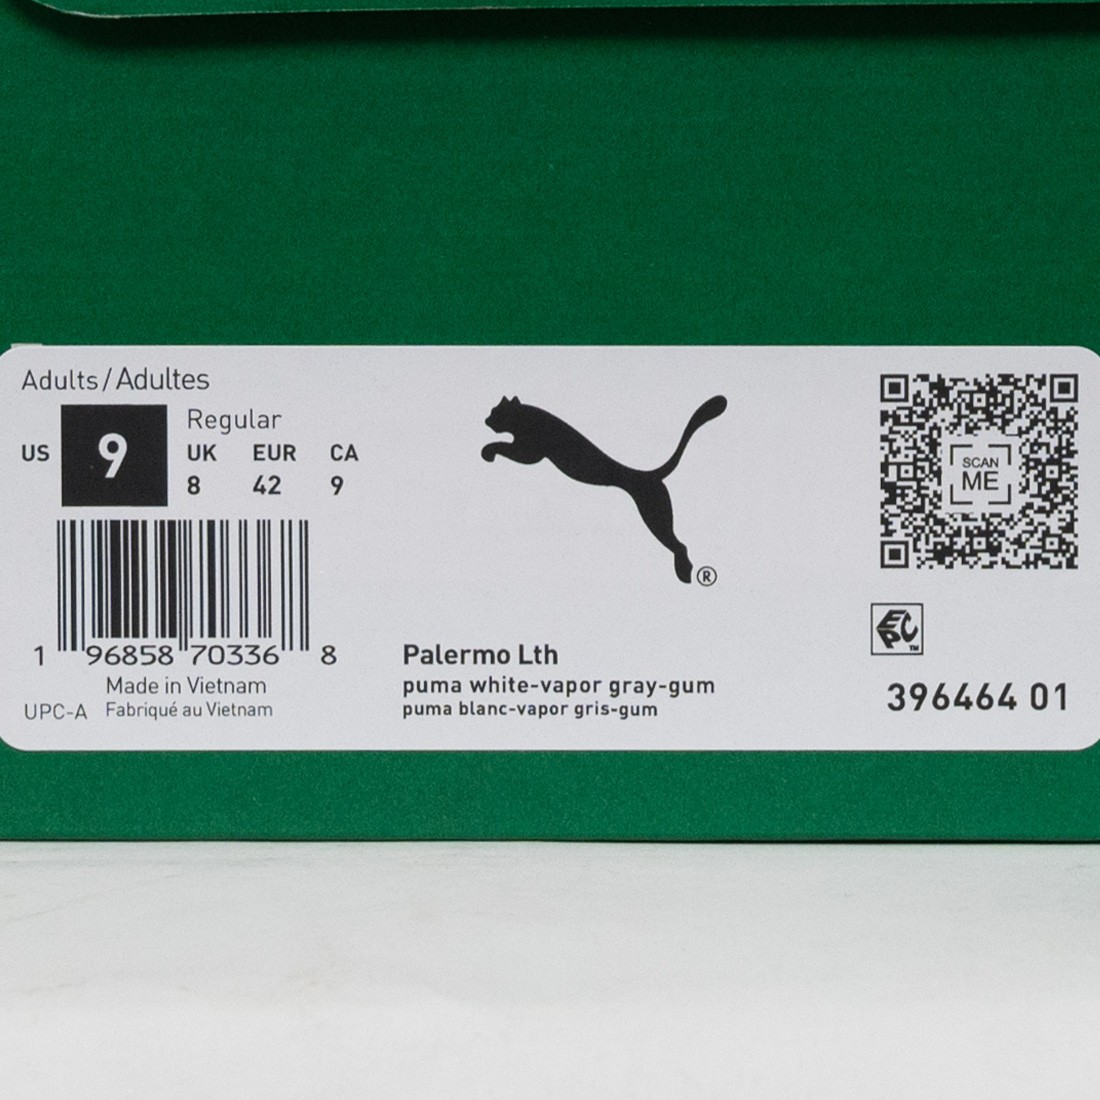 Adults/Adultes
US 9
Regular
UK EUR CA
8 42 9
1 96858 70336 8
Made in Vietnam
UPC-A Fabriqué au Vietnam
®
Palermo Lth
puma white-vapor gray-gum
puma blanc-vapor gris-gum
SCAN
ME
EPC™
396464 01